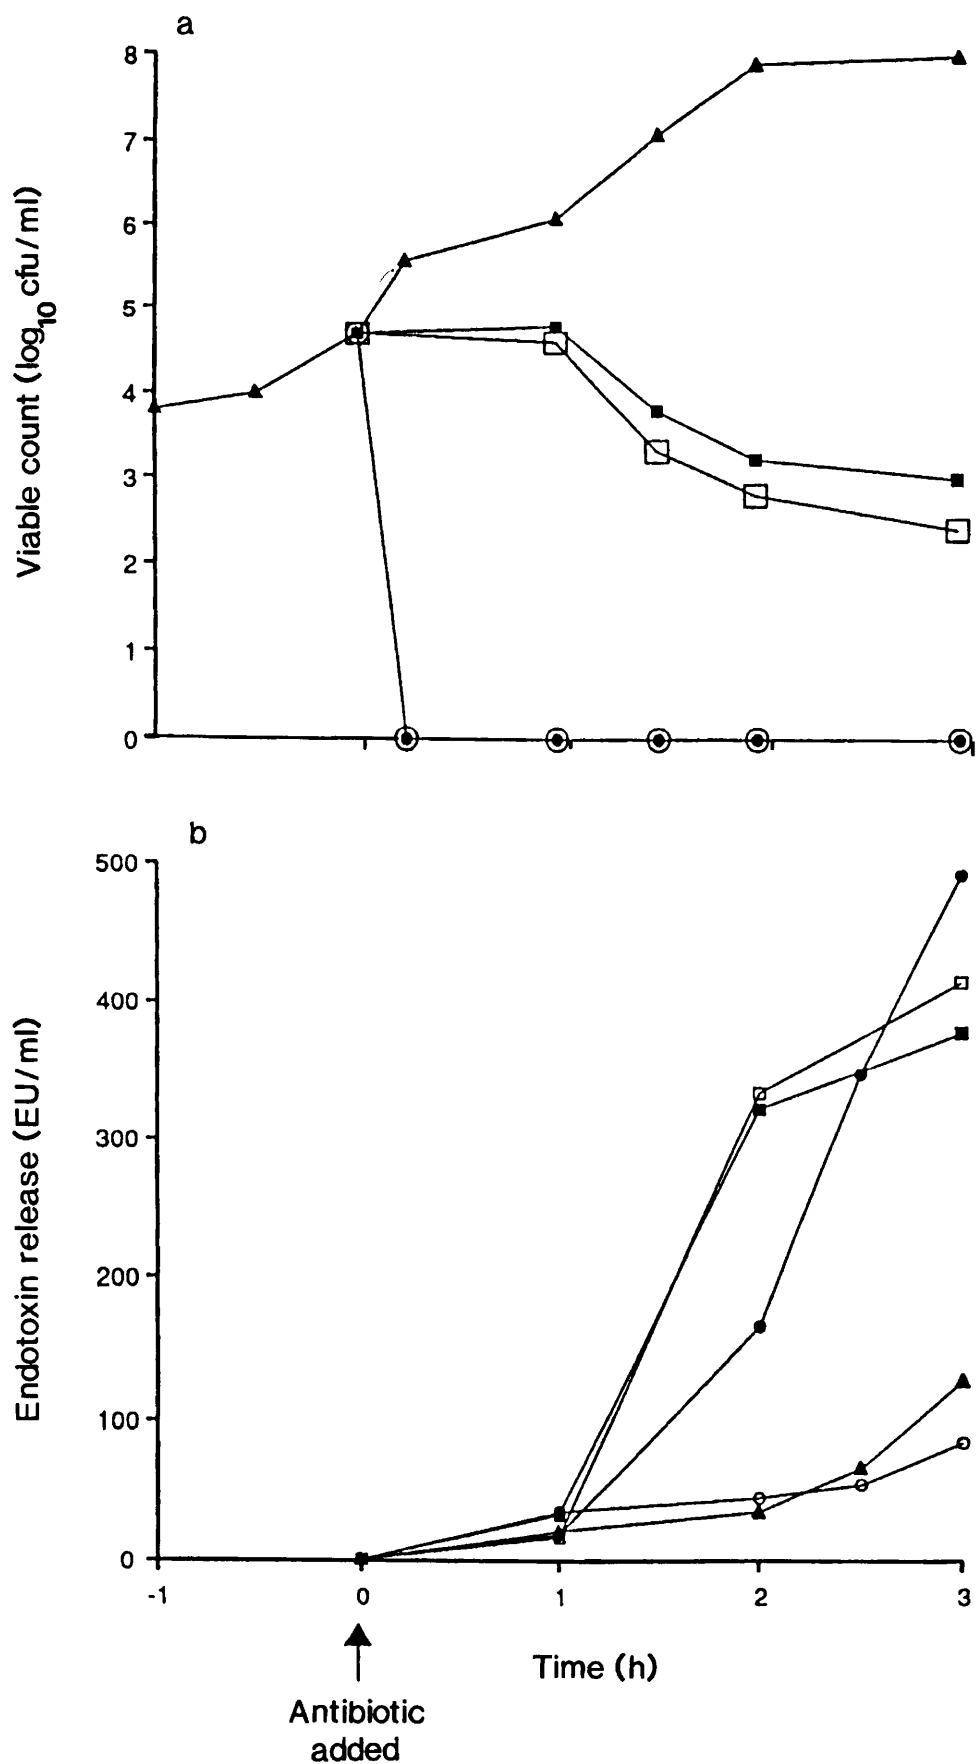 a
8
7
6
5
4
3
2
1
0
Viable count (log10 cfu/ml)
b
500
400
300
200
100
0
Endotoxin release (EU/ml)
-1 0 1 2 3
Time (h)
Antibiotic
added